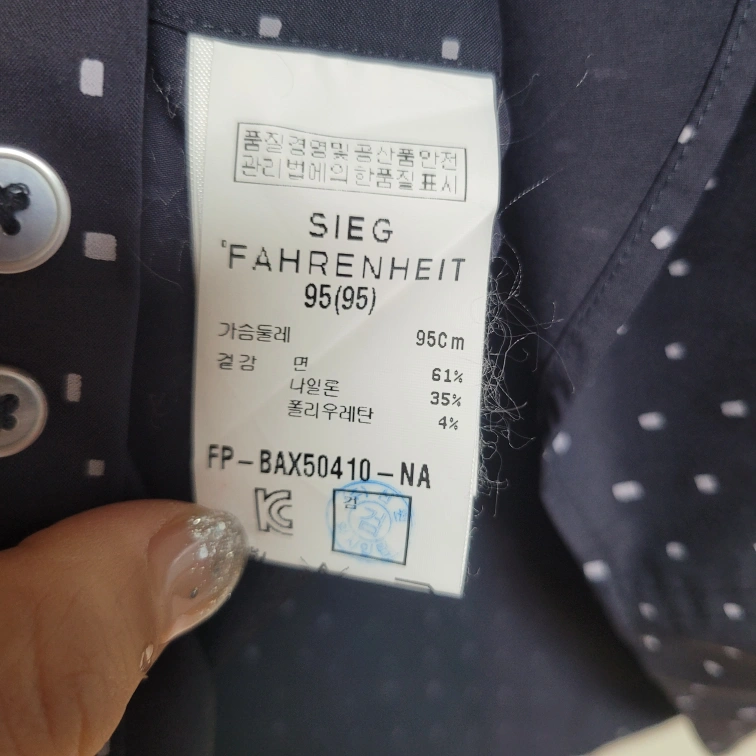 품질경영및공산품안전
관리법에의한품질표시
SIEG
FAHRENHEIT
95(95)
가슴둘레 95Cm
겉감 면 61%
나일론 35%
폴리우레탄 4%
FP-BAX50410-NA
검
검